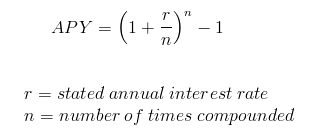 APY = (1 + r/n)^n − 1
r = stated annual interest rate
n = number of times compounded